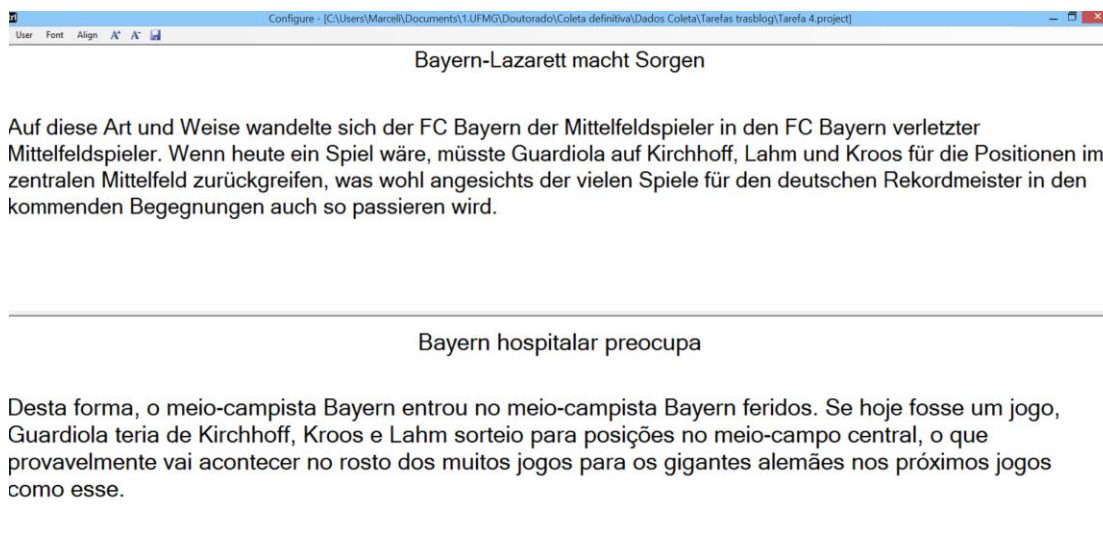 Configure - [C:\Users\Marceli\Documents\1.UFMG\Doutorado\Coleta definitiva\Dados Coleta\Tarefas trasblog\Tarefa 4.project]
User Font Align A+ A-
Bayern-Lazarett macht Sorgen
Auf diese Art und Weise wandelte sich der FC Bayern der Mittelfeldspieler in den FC Bayern verletzter
Mittelfeldspieler. Wenn heute ein Spiel wäre, müsste Guardiola auf Kirchhoff, Lahm und Kroos für die Positionen im
zentralen Mittelfeld zurückgreifen, was wohl angesichts der vielen Spiele für den deutschen Rekordmeister in den
kommenden Begegnungen auch so passieren wird.
Bayern hospitalar preocupa
Desta forma, o meio-campista Bayern entrou no meio-campista Bayern feridos. Se hoje fosse um jogo,
Guardiola teria de Kirchhoff, Kroos e Lahm sorteio para posições no meio-campo central, o que
provavelmente vai acontecer no rosto dos muitos jogos para os gigantes alemães nos próximos jogos
como esse.